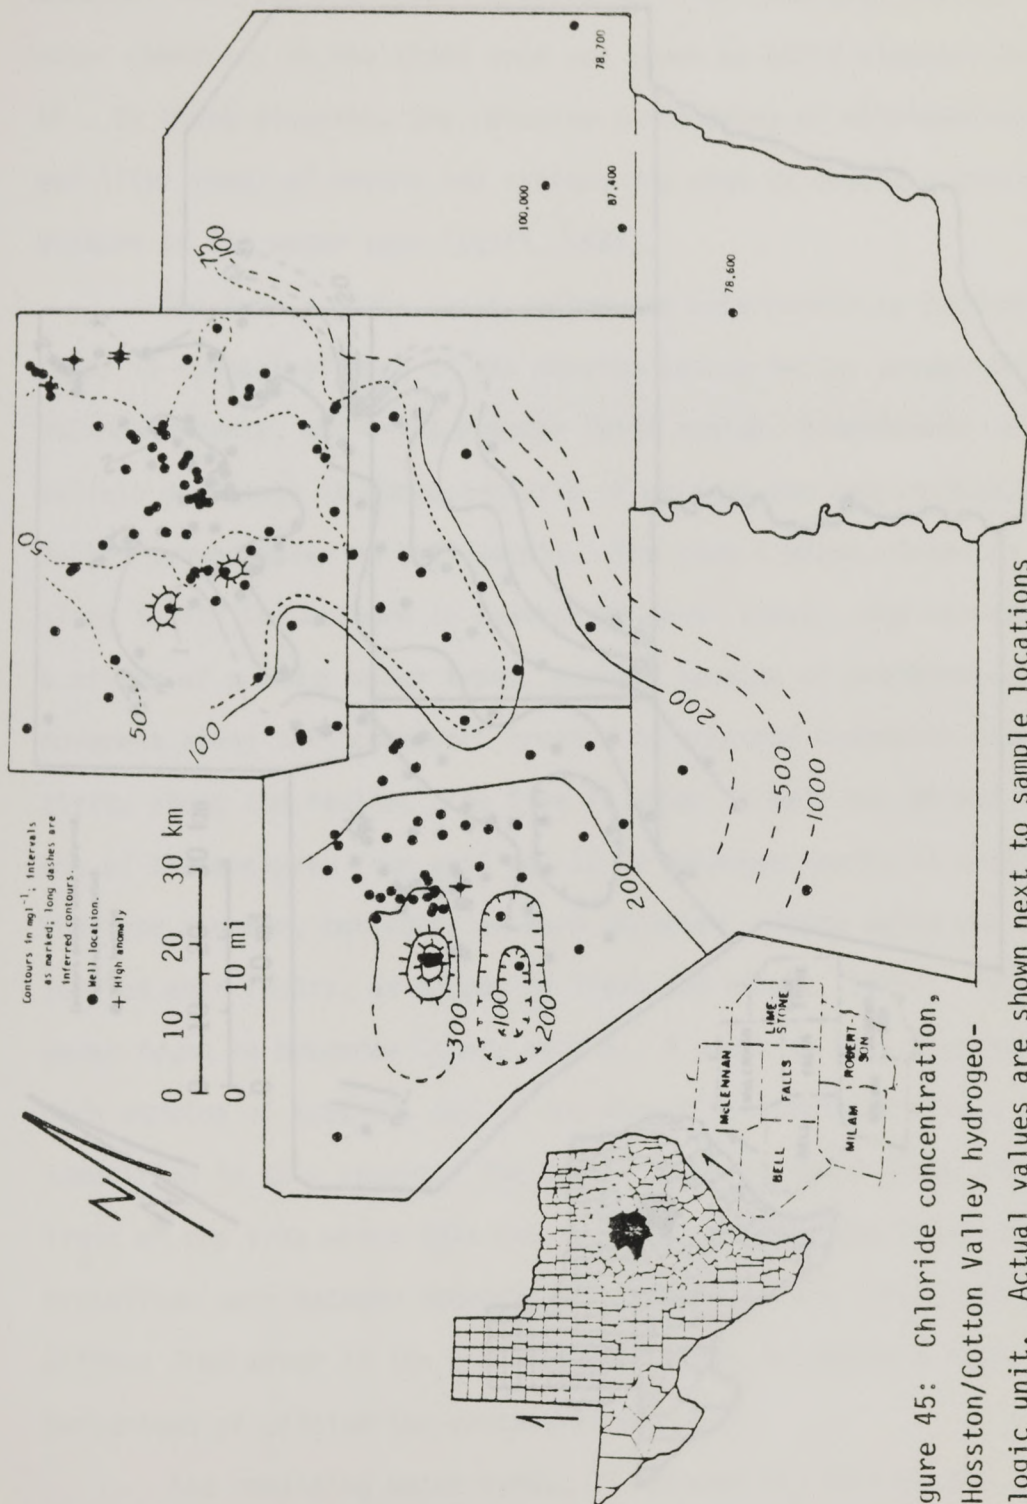 Contours in mgl⁻¹; intervals
as marked; long dashes are
inferred contours.
● Well location.
+ High anomaly
0 10 20 30 km
0 10 mi
N
50
50
100
75
100
200
300
100
200
200
500
1000
78,700
100,000
87,400
78,600
McLENNAN
LIME-
STONE
FALLS
BELL
ROBERT-
SON
MILAM
gure 45: Chloride concentration,
Hosston/Cotton Valley hydrogeo-
logic unit. Actual values are shown next to sample locations